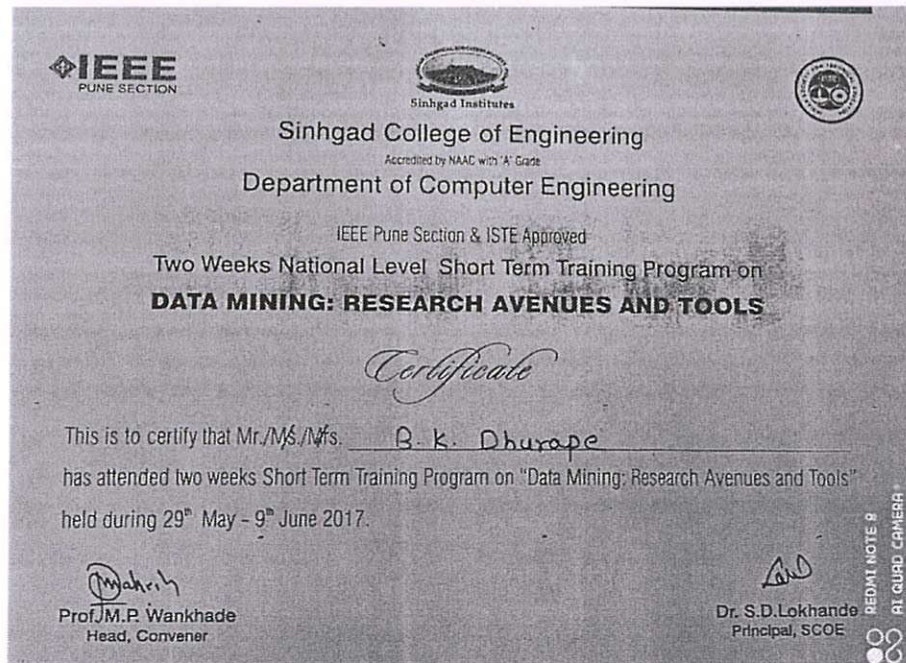 IEEE
PUNE SECTION
Sinhgad Institutes
Sinhgad College of Engineering
Accredited by NAAC with 'A' Grade
Department of Computer Engineering
IEEE Pune Section & ISTE Approved
Two Weeks National Level Short Term Training Program on
DATA MINING: RESEARCH AVENUES AND TOOLS
Certificate
This is to certify that Mr./Ms./Mrs. B. K. Dhurape
has attended two weeks Short Term Training Program on "Data Mining: Research Avenues and Tools"
held during 29th May - 9th June 2017.
Prof. M.P. Wankhade
Head, Convener
Dr. S.D.Lokhande
Principal, SCOE
REDMI NOTE 8
AI QUAD CAMERA